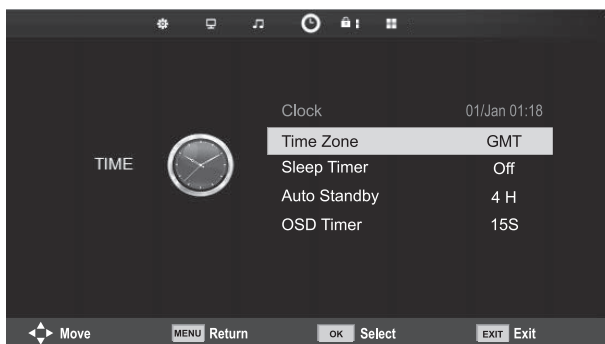 Clock 01/Jan 01:18
Time Zone GMT
TIME Sleep Timer Off
Auto Standby 4 H
OSD Timer 15S
Move MENU Return OK Select EXIT Exit